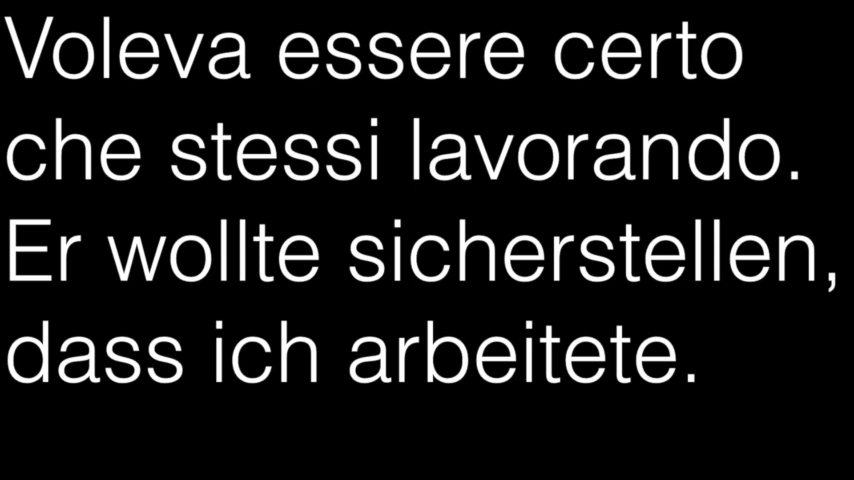 Voleva essere certo
che stessi lavorando.
Er wollte sicherstellen,
dass ich arbeitete.